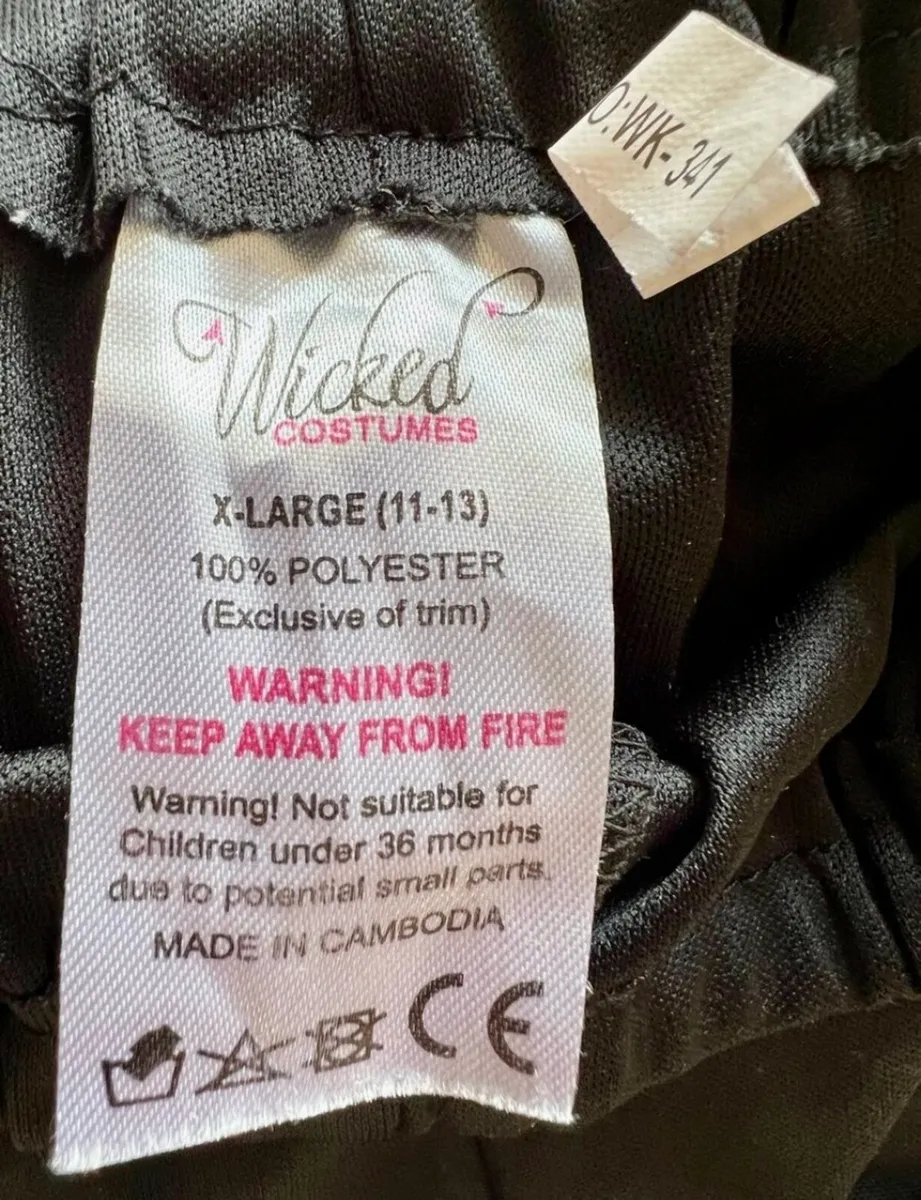 O:WK-341
Wicked
COSTUMES
X-LARGE (11-13)
100% POLYESTER
(Exclusive of trim)
WARNING!
KEEP AWAY FROM FIRE
Warning! Not suitable for
Children under 36 months
due to potential small parts.
MADE IN CAMBODIA
CE